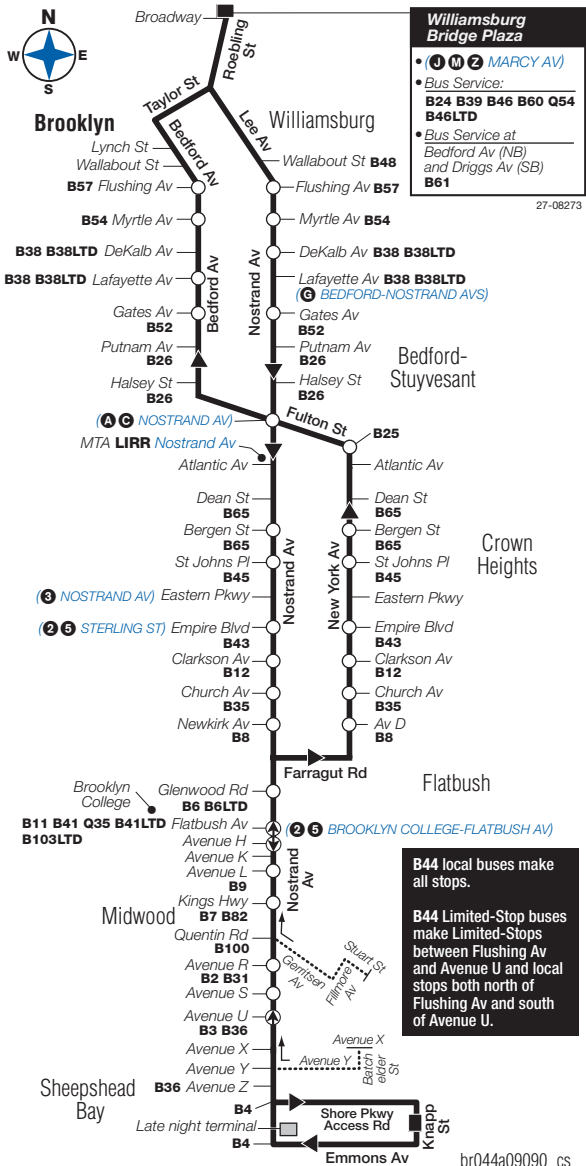 N
W E
S
Broadway
Roebling
St
Williamsburg
Bridge Plaza
• (J M Z MARCY AV)
• Bus Service:
B24 B39 B46 B60 Q54
B46LTD
• Bus Service at
Bedford Av (NB)
and Driggs Av (SB)
B61
27-08273
Taylor St
Brooklyn
Bedford Av
Lee Av
Williamsburg
Lynch St
Wallabout St
Wallabout St B48
B57 Flushing Av
Flushing Av B57
B54 Myrtle Av
Myrtle Av B54
B38 B38LTD DeKalb Av
DeKalb Av B38 B38LTD
B38 B38LTD Lafayette Av
Lafayette Av B38 B38LTD
(G BEDFORD-NOSTRAND AVS)
Bedford Av
Nostrand Av
Gates Av
B52
Gates Av
B52
Putnam Av
B26
Putnam Av
B26
Bedford-
Stuyvesant
Halsey St
B26
Halsey St
B26
(A C NOSTRAND AV)
Fulton St
B25
MTA LIRR Nostrand Av
Atlantic Av
Atlantic Av
Dean St
B65
Dean St
B65
Bergen St
B65
Bergen St
B65
St Johns Pl
B45
St Johns Pl
B45
Crown
Heights
Nostrand Av
New York Av
(3 NOSTRAND AV) Eastern Pkwy
Eastern Pkwy
(2 5 STERLING ST) Empire Blvd
B43
Empire Blvd
B43
Clarkson Av
B12
Clarkson Av
B12
Church Av
B35
Church Av
B35
Newkirk Av
B8
Av D
B8
Farragut Rd
Flatbush
Brooklyn
College
Glenwood Rd
B6 B6LTD
B11 B41 Q35 B41LTD Flatbush Av
B103LTD
(2 5 BROOKLYN COLLEGE-FLATBUSH AV)
Avenue H
Avenue K
Avenue L
B9
Nostrand
Av
Kings Hwy
B7 B82
Midwood
Quentin Rd
B100
Gerritsen
Av
Fillmore
Av
Stuart St
Avenue R
B2 B31
Avenue S
Avenue U
B3 B36
B44 local buses make
all stops.
B44 Limited-Stop buses
make Limited-Stops
between Flushing Av
and Avenue U and local
stops both north of
Flushing Av and south
of Avenue U.
Avenue X
Avenue X
Avenue Y
Avenue Y
Batch
elder
St
B36 Avenue Z
Sheepshead
Bay
B4
Shore Pkwy
Access Rd
Knapp
St
Late night terminal
B4
Emmons Av
br044a09090_cs